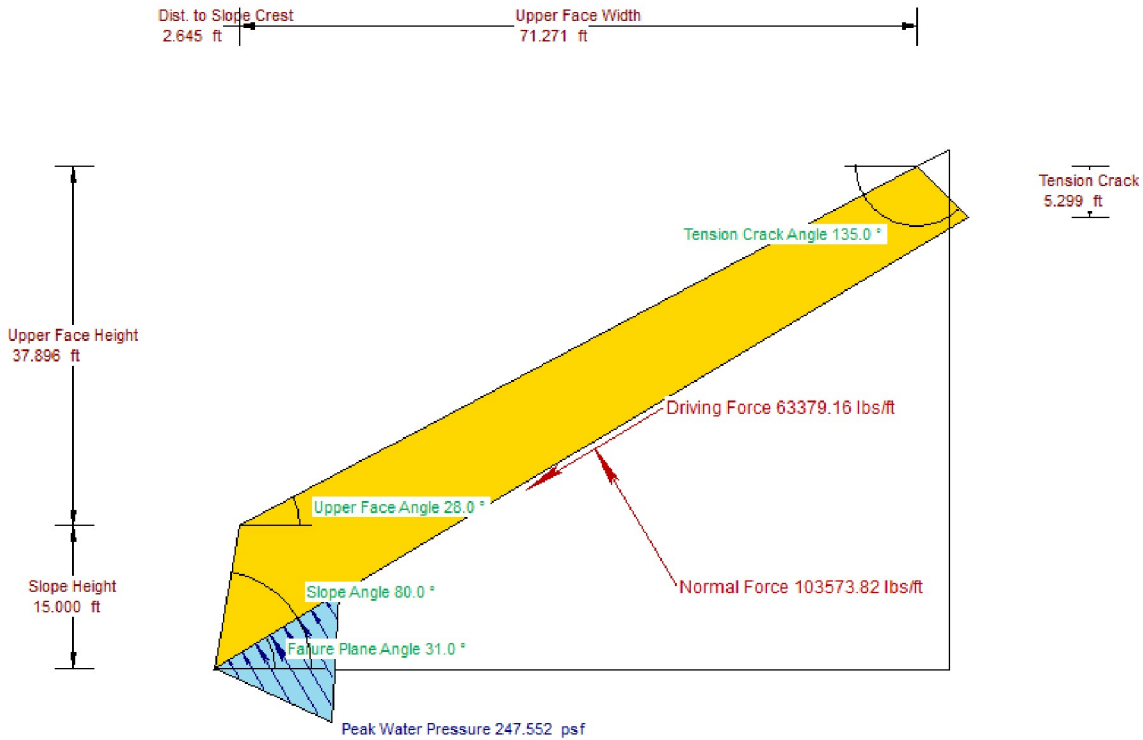 Dist. to Slope Crest
2.645 ft
Upper Face Width
71.271 ft
Tension Crack
5.299 ft
Tension Crack Angle 135.0 °
Upper Face Height
37.896 ft
Driving Force 63379.16 lbs/ft
Upper Face Angle 28.0 °
Slope Height
15.000 ft
Slope Angle 80.0 °
Normal Force 103573.82 lbs/ft
Failure Plane Angle 31.0 °
Peak Water Pressure 247.552 psf